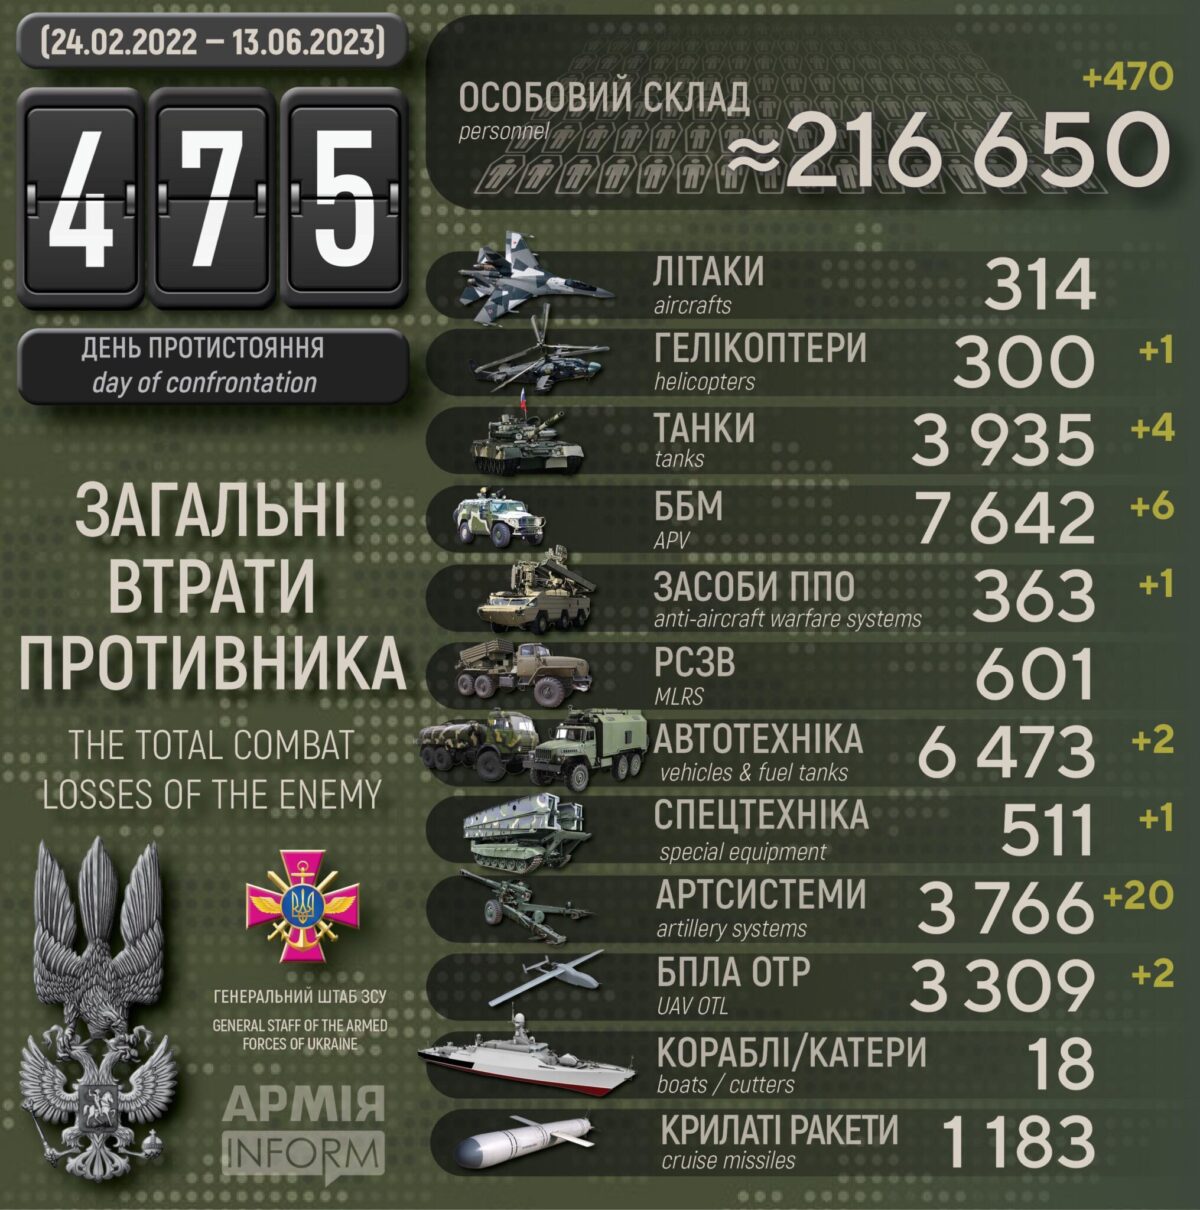 (24.02.2022 – 13.06.2023)
475
ДЕНЬ ПРОТИСТОЯННЯ
day of confrontation
ЗАГАЛЬНІ
ВТРАТИ
ПРОТИВНИКА
THE TOTAL COMBAT
LOSSES OF THE ENEMY
ГЕНЕРАЛЬНИЙ ШТАБ ЗСУ
GENERAL STAFF OF THE ARMED
FORCES OF UKRAINE
АРМІЯ
INFORM
ОСОБОВИЙ СКЛАД
personnel
+470
≈216 650
ЛІТАКИ
aircrafts
314
ГЕЛІКОПТЕРИ
helicopters
300 +1
ТАНКИ
tanks
3 935 +4
ББМ
APV
7 642 +6
ЗАСОБИ ППО
anti-aircraft warfare systems
363 +1
РСЗВ
MLRS
601
АВТОТЕХНІКА
vehicles & fuel tanks
6 473 +2
СПЕЦТЕХНІКА
special equipment
511 +1
АРТСИСТЕМИ
artillery systems
3 766 +20
БПЛА ОТР
UAV OTL
3 309 +2
КОРАБЛІ/КАТЕРИ
boats / cutters
18
КРИЛАТІ РАКЕТИ
cruise missiles
1 183